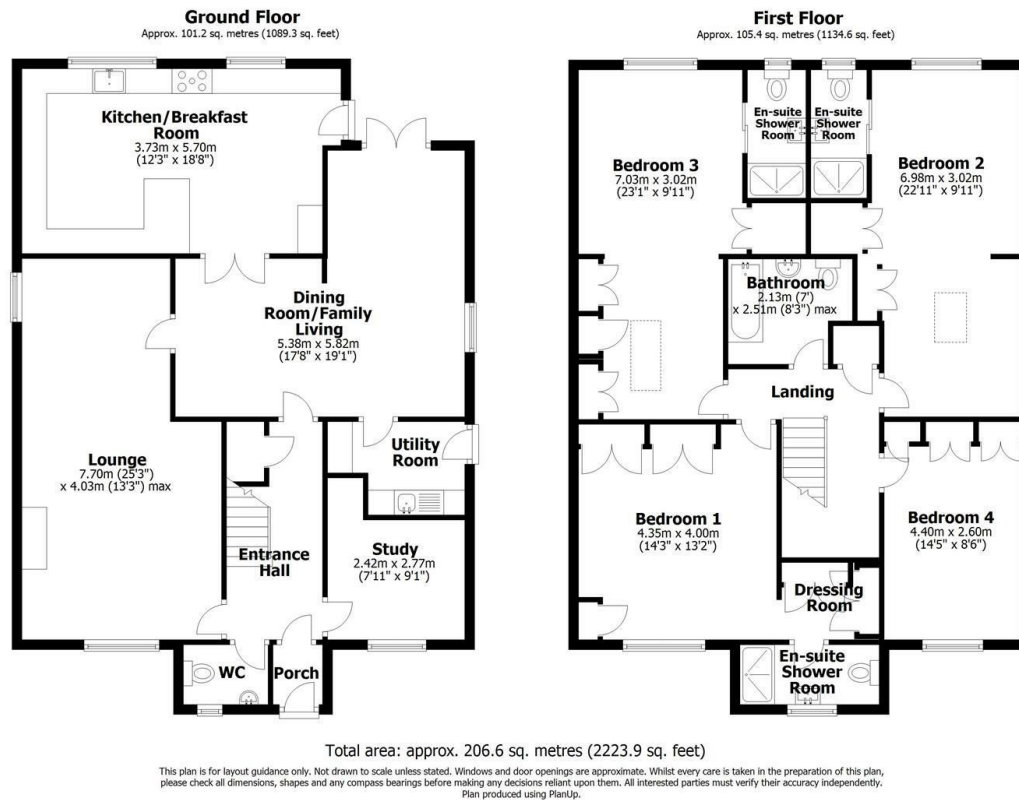 Ground Floor
Approx. 101.2 sq. metres (1089.3 sq. feet)
Kitchen/Breakfast
Room
3.73m x 5.70m
(12'3" x 18'8")
Dining
Room/Family
Living
5.38m x 5.82m
(17'8" x 19'1")
Lounge
7.70m (25'3")
x 4.03m (13'3") max
Utility
Room
Entrance
Hall
Study
2.42m x 2.77m
(7'11" x 9'1")
WC
Porch
First Floor
Approx. 105.4 sq. metres (1134.6 sq. feet)
En-suite
Shower
Room
En-suite
Shower
Room
Bedroom 3
7.03m x 3.02m
(23'1" x 9'11")
Bedroom 2
6.98m x 3.02m
(22'11" x 9'11")
Bathroom
2.13m (7')
x 2.51m (8'3") max
Landing
Bedroom 1
4.35m x 4.00m
(14'3" x 13'2")
Bedroom 4
4.40m x 2.60m
(14'5" x 8'6")
Dressing
Room
En-suite
Shower
Room
Total area: approx. 206.6 sq. metres (2223.9 sq. feet)
This plan is for layout guidance only. Not drawn to scale unless stated. Windows and door openings are approximate. Whilst every care is taken in the preparation of this plan,
please check all dimensions, shapes and any compass bearings before making any decisions reliant upon them. All interested parties must verify their accuracy independently.
Plan produced using PlanUp.